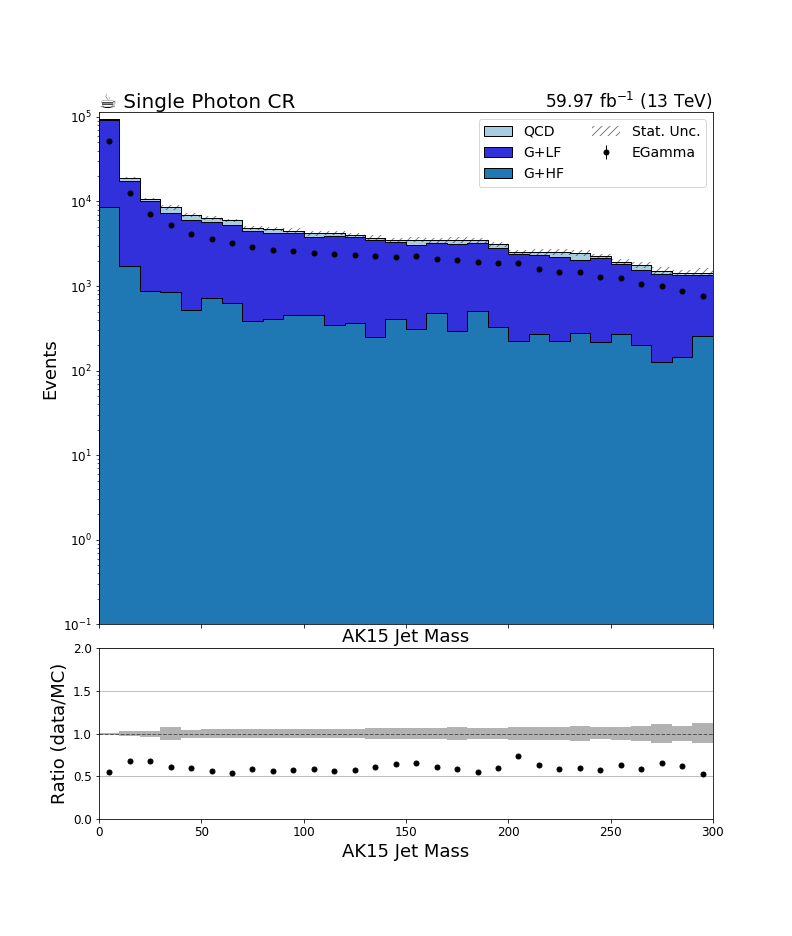 ☕ Single Photon CR 59.97 fb⁻¹ (13 TeV)
QCD Stat. Unc.
G+LF EGamma
G+HF
10⁵
10⁴
10³
10²
10¹
10⁰
10⁻¹
Events
AK15 Jet Mass
2.0
1.5
1.0
0.5
0.0
Ratio (data/MC)
0 50 100 150 200 250 300
AK15 Jet Mass